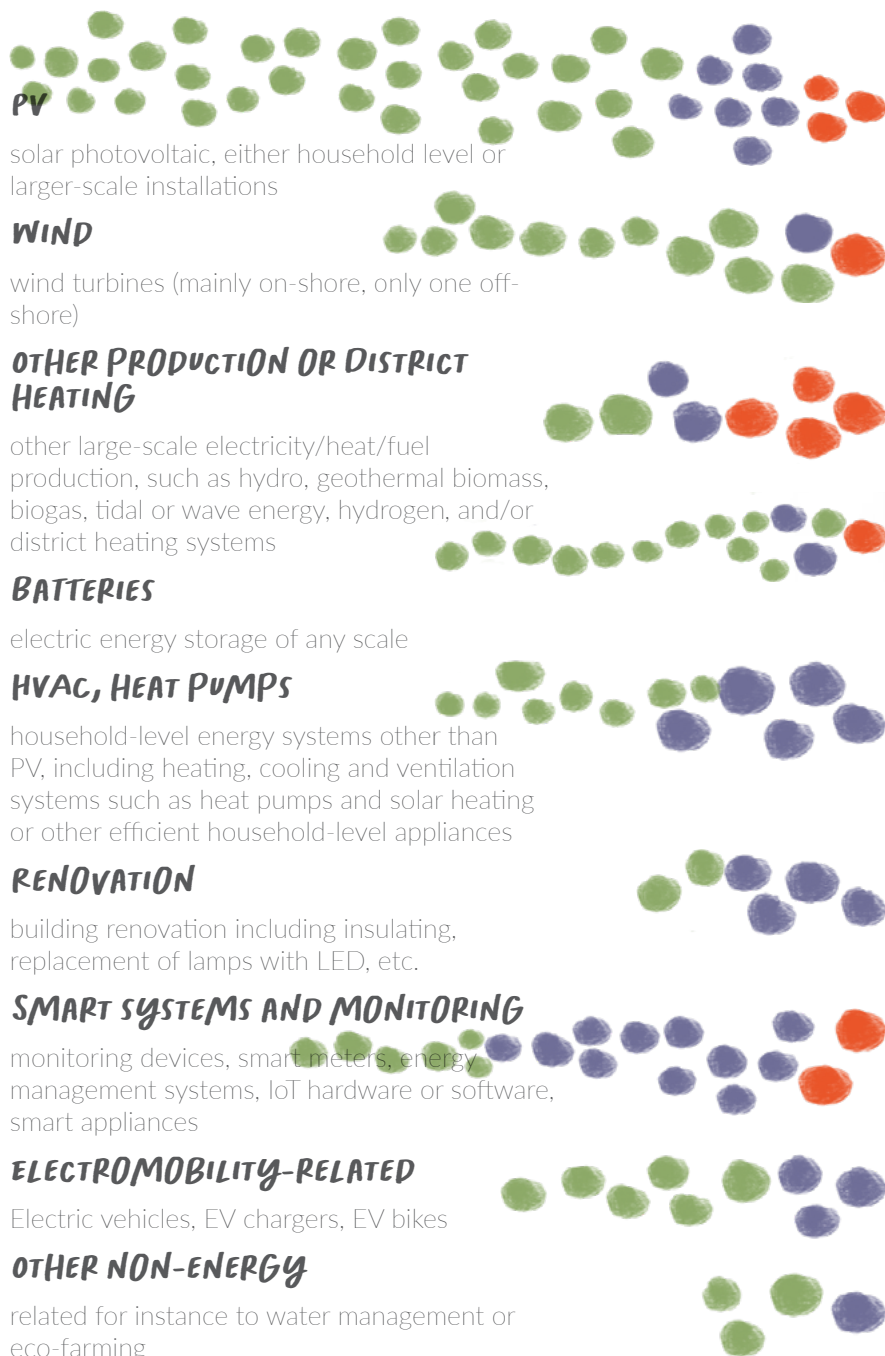 PV
solar photovoltaic, either household level or
larger-scale installations
WIND
wind turbines (mainly on-shore, only one off-
shore)
OTHER PRODUCTION OR DISTRICT
HEATING
other large-scale electricity/heat/fuel
production, such as hydro, geothermal biomass,
biogas, tidal or wave energy, hydrogen, and/or
district heating systems
BATTERIES
electric energy storage of any scale
HVAC, HEAT PUMPS
household-level energy systems other than
PV, including heating, cooling and ventilation
systems such as heat pumps and solar heating
or other efficient household-level appliances
RENOVATION
building renovation including insulating,
replacement of lamps with LED, etc.
SMART SYSTEMS AND MONITORING
monitoring devices, smart meters, energy
management systems, IoT hardware or software,
smart appliances
ELECTROMOBILITY-RELATED
Electric vehicles, EV chargers, EV bikes
OTHER NON-ENERGY
related for instance to water management or
eco-farming